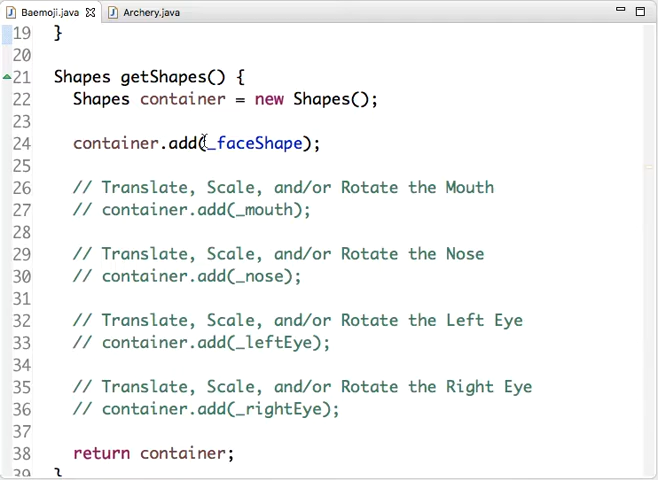 Baemoji.java Archery.java
19 }
20
21 Shapes getShapes() {
22 Shapes container = new Shapes();
23
24 container.add(_faceShape);
25
26 // Translate, Scale, and/or Rotate the Mouth
27 // container.add(_mouth);
28
29 // Translate, Scale, and/or Rotate the Nose
30 // container.add(_nose);
31
32 // Translate, Scale, and/or Rotate the Left Eye
33 // container.add(_leftEye);
34
35 // Translate, Scale, and/or Rotate the Right Eye
36 // container.add(_rightEye);
37
38 return container;
39 }